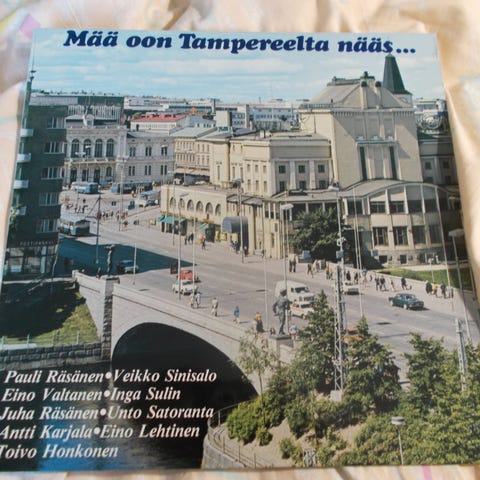 Mää oon Tampereelta nääs...
Pauli Räsänen • Veikko Sinisalo
Eino Valtanen • Inga Sulin
Juha Räsänen • Unto Satoranta
Antti Karjala • Eino Lehtinen
Toivo Honkonen